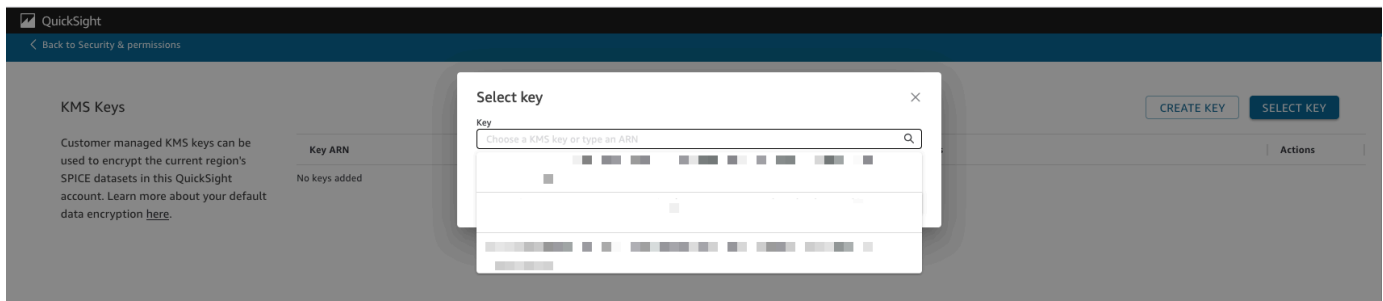 QuickSight
Back to Security & permissions
KMS Keys
Customer managed KMS keys can be
used to encrypt the current region's
SPICE datasets in this QuickSight
account. Learn more about your default
data encryption here.
Key ARN
No keys added
Select key
Key
Choose a KMS key or type an ARN
CREATE KEY
SELECT KEY
Actions